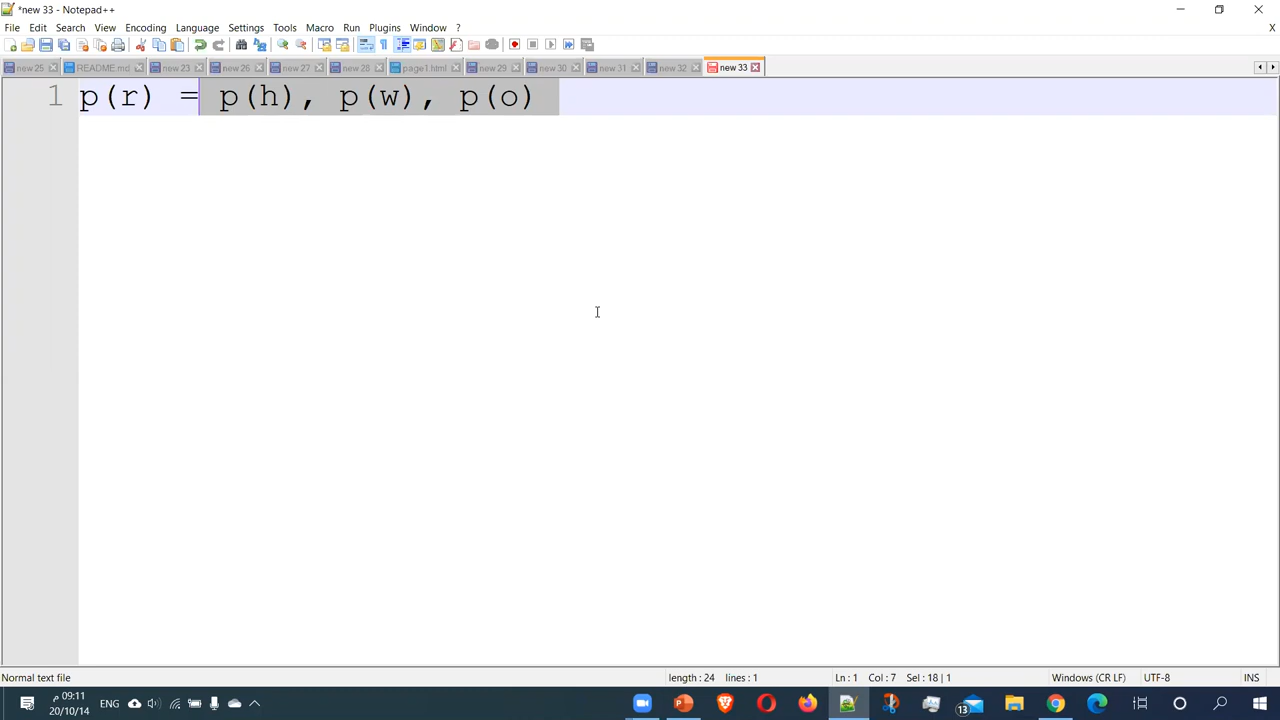 *new 33 - Notepad++
File Edit Search View Encoding Language Settings Tools Macro Run Plugins Window ? X
new 25 README.md new 23 new 26 new 27 new 28 page1.html new 29 new 30 new 31 new 32 new 33
1 p(r) = p(h), p(w), p(o)
Normal text file length : 24 lines : 1 Ln : 1 Col : 7 Sel : 18 | 1 Windows (CR LF) UTF-8 INS
09:11 م ENG 13
20/10/14